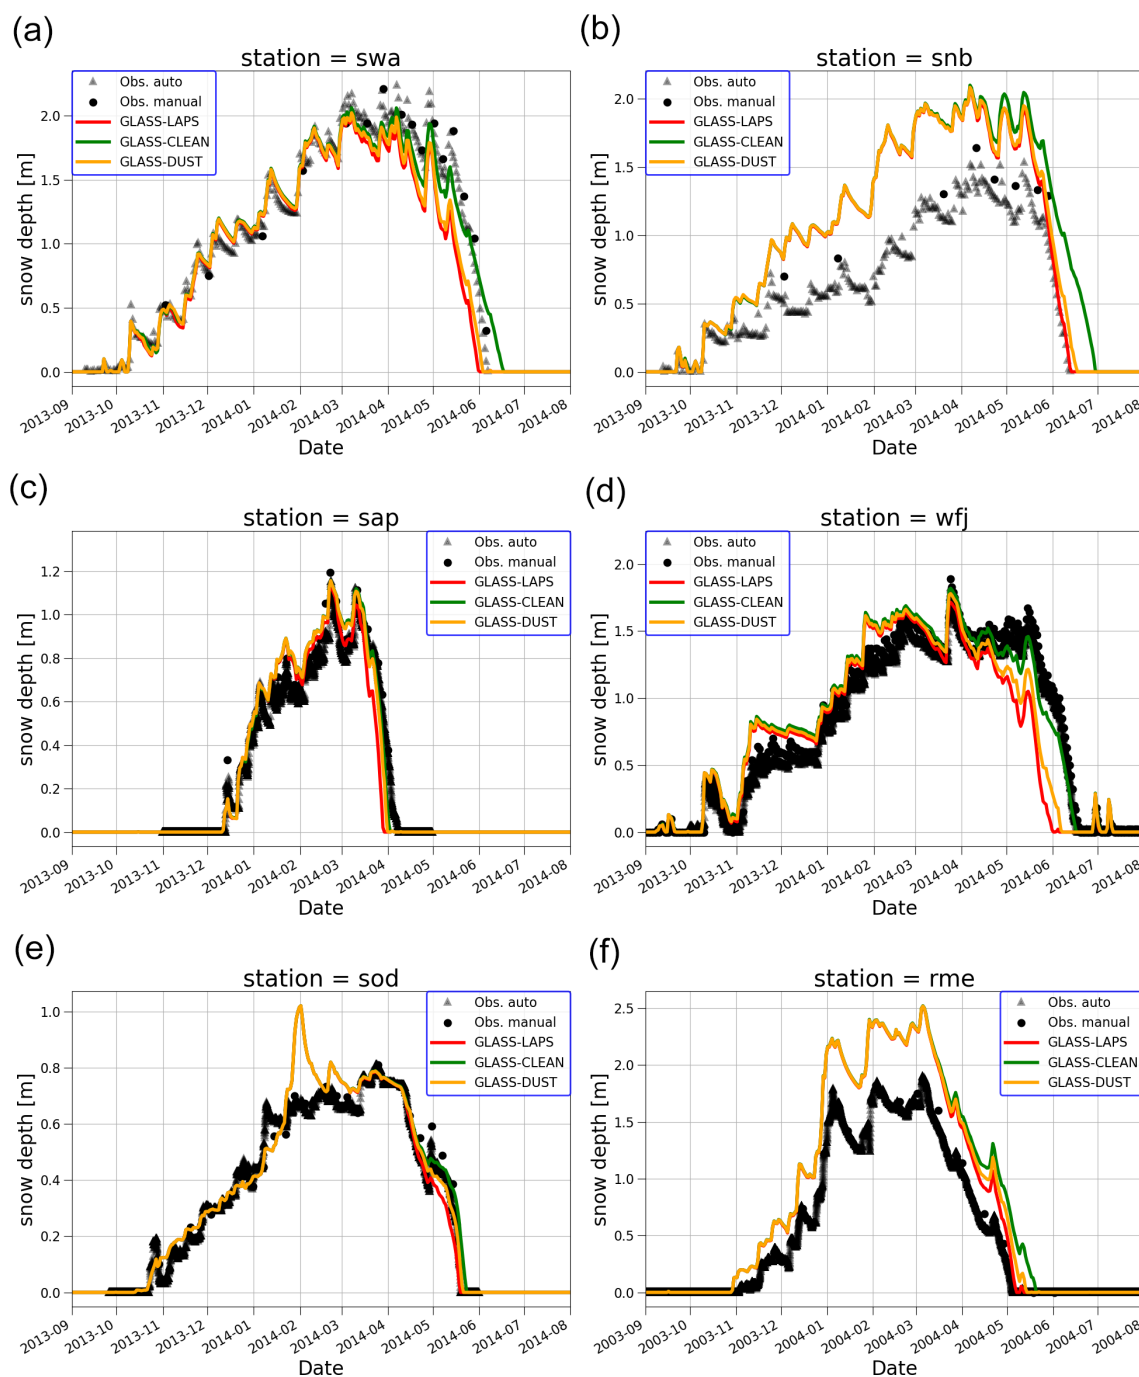 (a)
station = swa
Obs. auto
Obs. manual
GLASS-LAPS
GLASS-CLEAN
GLASS-DUST
snow depth [m]
2.0
1.5
1.0
0.5
0.0
2013-09 2013-10 2013-11 2013-12 2014-01 2014-02 2014-03 2014-04 2014-05 2014-06 2014-07 2014-08
Date
(b)
station = snb
Obs. auto
Obs. manual
GLASS-LAPS
GLASS-CLEAN
GLASS-DUST
snow depth [m]
2.0
1.5
1.0
0.5
0.0
2013-09 2013-10 2013-11 2013-12 2014-01 2014-02 2014-03 2014-04 2014-05 2014-06 2014-07 2014-08
Date
(c)
station = sap
Obs. auto
Obs. manual
GLASS-LAPS
GLASS-CLEAN
GLASS-DUST
snow depth [m]
1.2
1.0
0.8
0.6
0.4
0.2
0.0
2013-09 2013-10 2013-11 2013-12 2014-01 2014-02 2014-03 2014-04 2014-05 2014-06 2014-07 2014-08
Date
(d)
station = wfj
Obs. auto
Obs. manual
GLASS-LAPS
GLASS-CLEAN
GLASS-DUST
snow depth [m]
2.0
1.5
1.0
0.5
0.0
2013-09 2013-10 2013-11 2013-12 2014-01 2014-02 2014-03 2014-04 2014-05 2014-06 2014-07 2014-08
Date
(e)
station = sod
Obs. auto
Obs. manual
GLASS-LAPS
GLASS-CLEAN
GLASS-DUST
snow depth [m]
1.0
0.8
0.6
0.4
0.2
0.0
2013-09 2013-10 2013-11 2013-12 2014-01 2014-02 2014-03 2014-04 2014-05 2014-06 2014-07 2014-08
Date
(f)
station = rme
Obs. auto
Obs. manual
GLASS-LAPS
GLASS-CLEAN
GLASS-DUST
snow depth [m]
2.5
2.0
1.5
1.0
0.5
0.0
2003-09 2003-10 2003-11 2003-12 2004-01 2004-02 2004-03 2004-04 2004-05 2004-06 2004-07 2004-08
Date